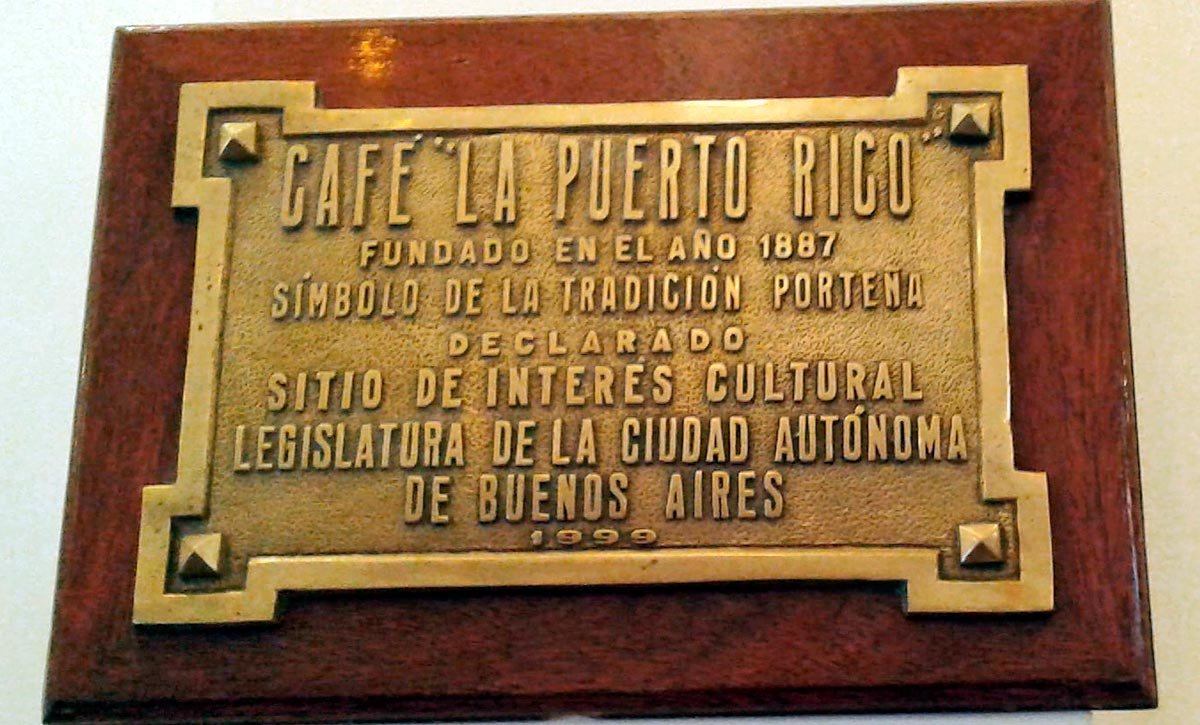 CAFÉ "LA PUERTO RICO"
FUNDADO EN EL AÑO 1887
SÍMBOLO DE LA TRADICIÓN PORTEÑA
DECLARADO
SITIO DE INTERÉS CULTURAL
LEGISLATURA DE LA CIUDAD AUTÓNOMA
DE BUENOS AIRES
1999